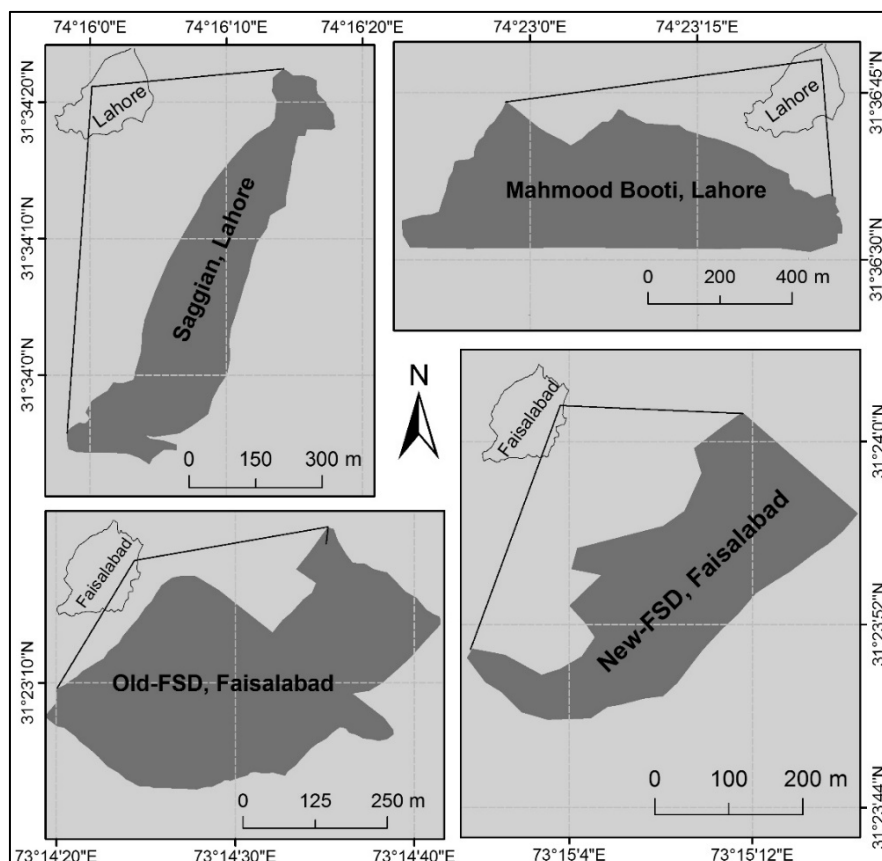 74°16'0"E 74°16'10"E 74°16'20"E
31°34'20"N
31°34'10"N
31°34'0"N
Lahore
Saggian, Lahore
0 150 300 m
74°23'0"E 74°23'15"E
31°36'45"N
31°36'30"N
Lahore
Mahmood Booti, Lahore
0 200 400 m
N
Faisalabad
Old-FSD, Faisalabad
31°23'10"N
0 125 250 m
73°14'20"E 73°14'30"E 73°14'40"E
Faisalabad
New-FSD, Faisalabad
31°24'0"N
31°23'52"N
31°23'44"N
0 100 200 m
73°15'4"E 73°15'12"E